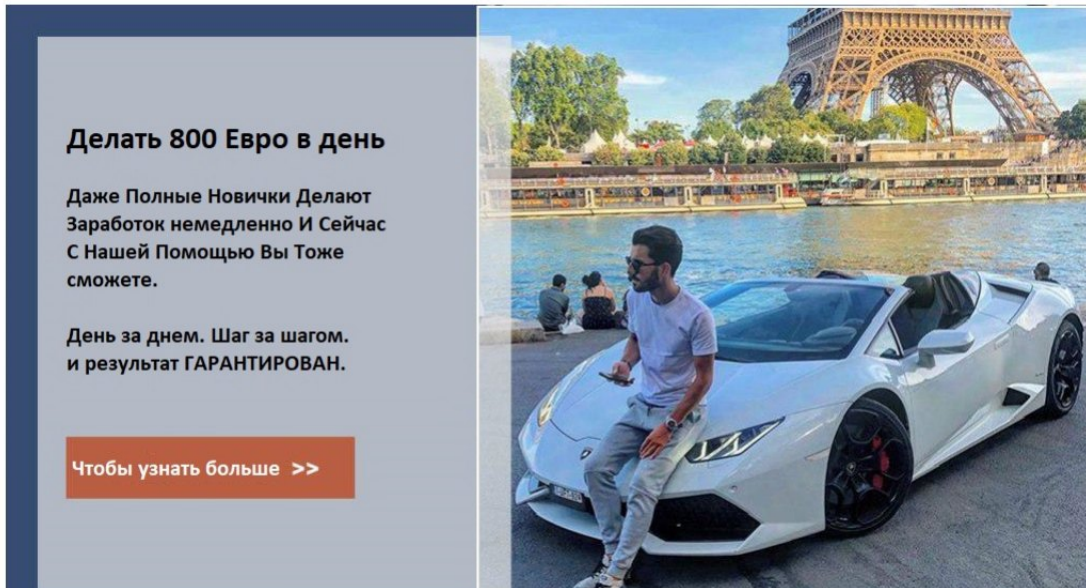 Делать 800 Евро в день
Даже Полные Новички Делают
Заработок немедленно И Сейчас
С Нашей Помощью Вы Тоже
сможете.
День за днем. Шаг за шагом.
и результат ГАРАНТИРОВАН.
Чтобы узнать больше >>